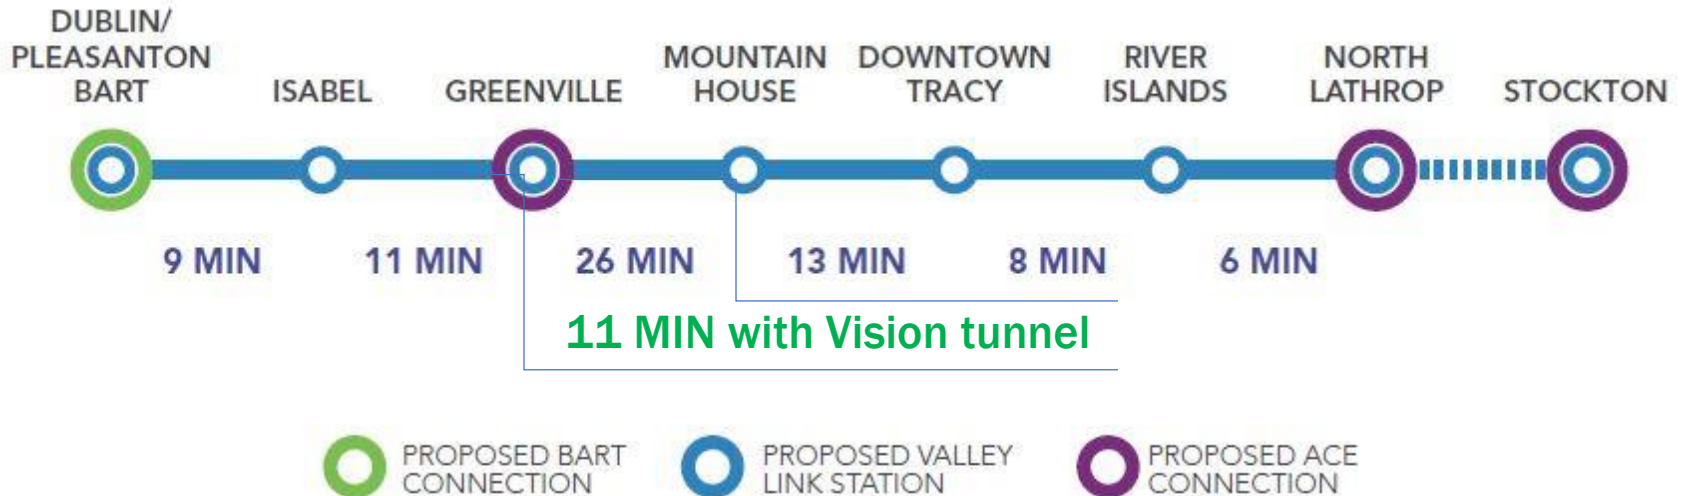 DUBLIN/
PLEASANTON
BART
ISABEL
GREENVILLE
MOUNTAIN
HOUSE
DOWNTOWN
TRACY
RIVER
ISLANDS
NORTH
LATHROP
STOCKTON
9 MIN
11 MIN
26 MIN
13 MIN
8 MIN
6 MIN
11 MIN with Vision tunnel
PROPOSED BART
CONNECTION
PROPOSED VALLEY
LINK STATION
PROPOSED ACE
CONNECTION